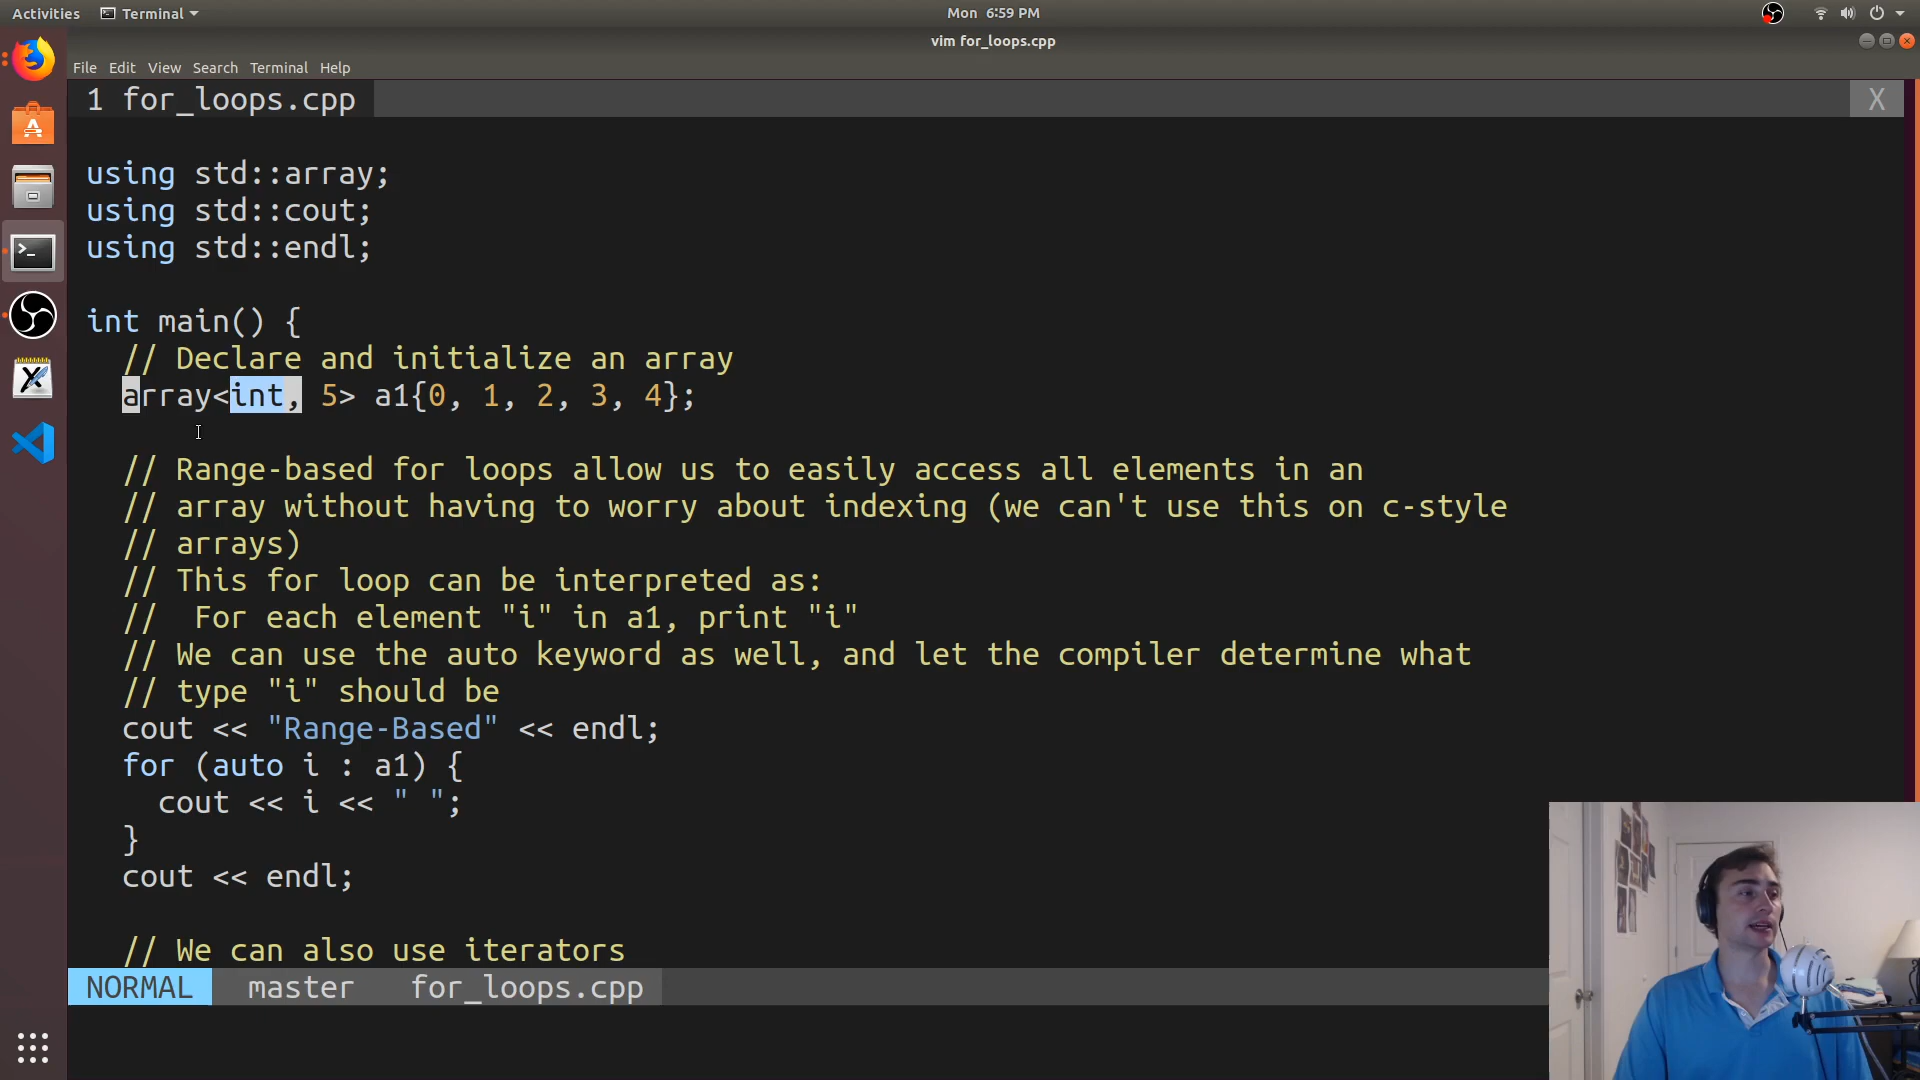 Activities Terminal Mon 6:59 PM
vim for_loops.cpp
File Edit View Search Terminal Help
1 for_loops.cpp X
using std::array;
using std::cout;
using std::endl;
int main() {
// Declare and initialize an array
array<int, 5> a1{0, 1, 2, 3, 4};
// Range-based for loops allow us to easily access all elements in an
// array without having to worry about indexing (we can't use this on c-style
// arrays)
// This for loop can be interpreted as:
//  For each element "i" in a1, print "i"
// We can use the auto keyword as well, and let the compiler determine what
// type "i" should be
cout << "Range-Based" << endl;
for (auto i : a1) {
cout << i << " ";
}
cout << endl;
// We can also use iterators
NORMAL master for_loops.cpp